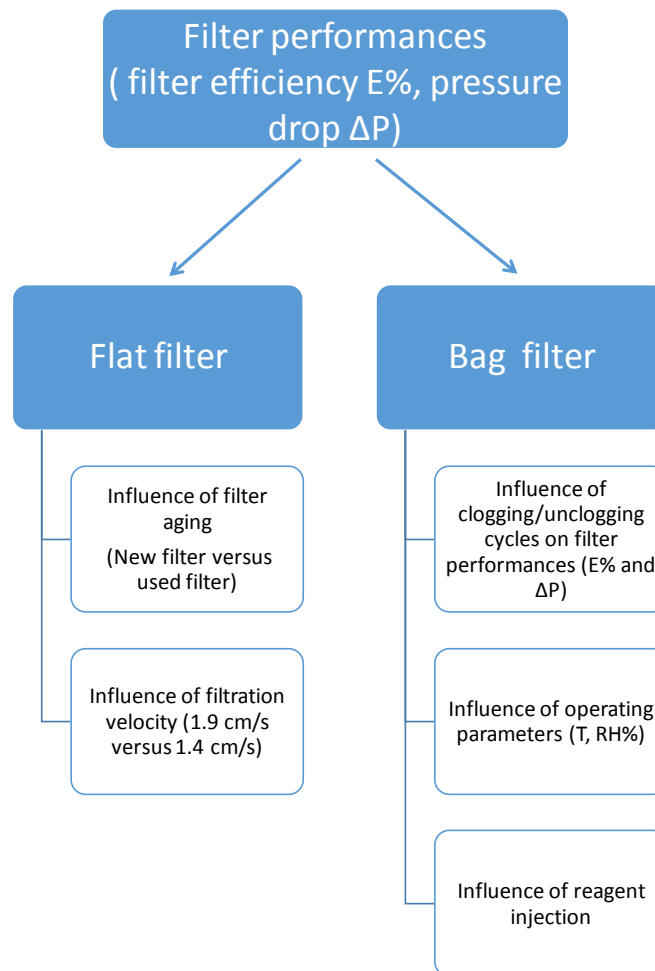 Filter performances
( filter efficiency E%, pressure
drop ΔP)
Flat filter
Bag filter
Influence of filter
aging
(New filter versus
used filter)
Influence of filtration
velocity (1.9 cm/s
versus 1.4 cm/s)
Influence of
clogging/unclogging
cycles on filter
performances (E% and
ΔP)
Influence of operating
parameters (T, RH%)
Influence of reagent
injection